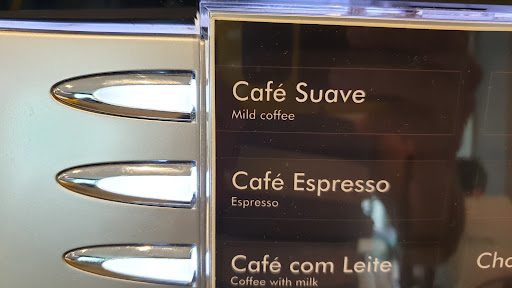 Café Suave
Mild coffee
Café Espresso
Espresso
Café com Leite
Coffee with milk